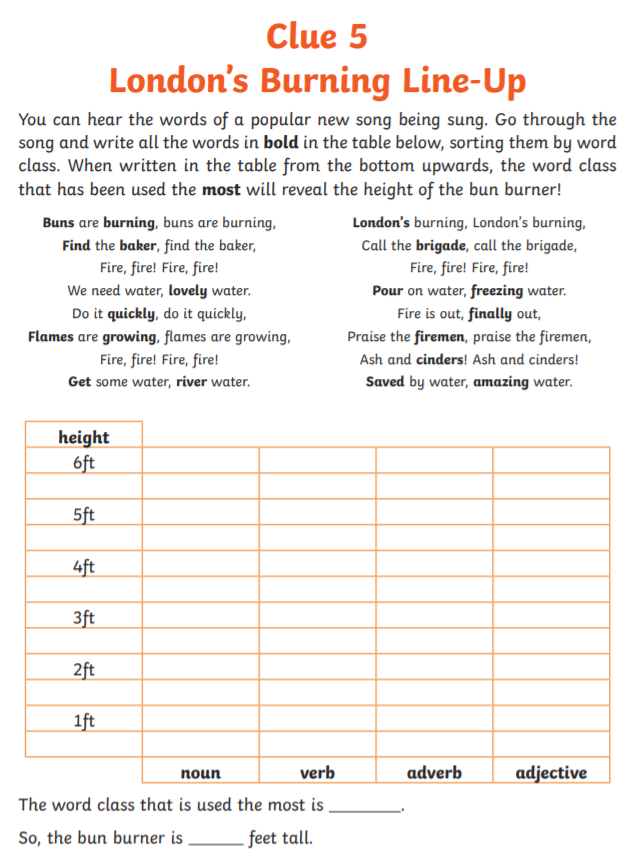 Clue 5
London's Burning Line-Up
You can hear the words of a popular new song being sung. Go through the
song and write all the words in bold in the table below, sorting them by word
class. When written in the table from the bottom upwards, the word class
that has been used the most will reveal the height of the bun burner!
Buns are burning, buns are burning,
Find the baker, find the baker,
Fire, fire! Fire, fire!
We need water, lovely water.
Do it quickly, do it quickly,
Flames are growing, flames are growing,
Fire, fire! Fire, fire!
Get some water, river water.
London's burning, London's burning,
Call the brigade, call the brigade,
Fire, fire! Fire, fire!
Pour on water, freezing water.
Fire is out, finally out,
Praise the firemen, praise the firemen,
Ash and cinders! Ash and cinders!
Saved by water, amazing water.
height
6ft
5ft
4ft
3ft
2ft
1ft
noun verb adverb adjective
The word class that is used the most is ________.
So, the bun burner is ______ feet tall.